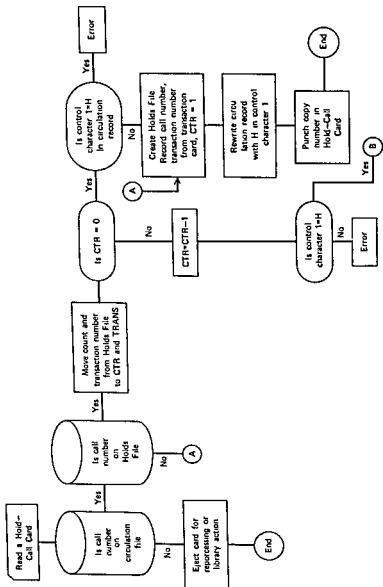 Read a Hold-
Call Card
Is call
number
on
circulation
file
Yes
No
Eject card for
reporcessing or
library action
End
Is call
number
on
Holds
File
Yes
No
A
Move count and
transaction number
from Holds File
to CTR and TRANS
Is CTR = 0
Yes
No
CTR=CTR-1
Is control
character 1=H
Yes
B
No
Error
Is control
character 1=H
In circulation
record
Yes
Error
No
A
Create Holds File
Record call number,
transaction number
from transaction
card, CTR = 1
Rewrite circu
lation record
with H in control
character 1
Punch copy
number in
Hold-Call
Card
End